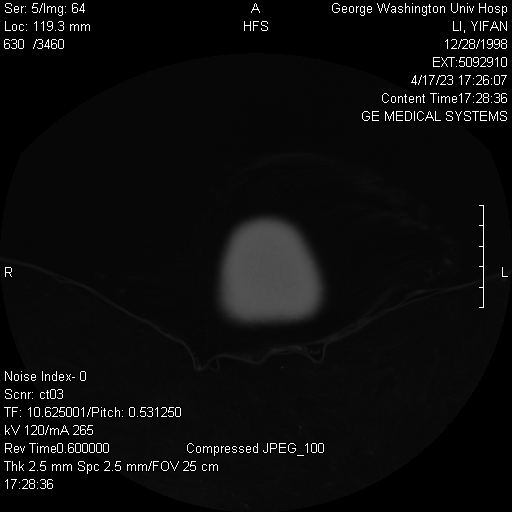 Ser: 5/Img: 64
Loc: 119.3 mm
630 /3460
A
HFS
George Washington Univ Hosp
LI, YIFAN
12/28/1998
EXT:5092910
4/17/23 17:26:07
Content Time17:28:36
GE MEDICAL SYSTEMS
R
L
Noise Index- 0
Scnr: ct03
TF: 10.625001/Pitch: 0.531250
kV 120/mA 265
Rev Time0.600000
Compressed JPEG_100
Thk 2.5 mm Spc 2.5 mm/FOV 25 cm
17:28:36